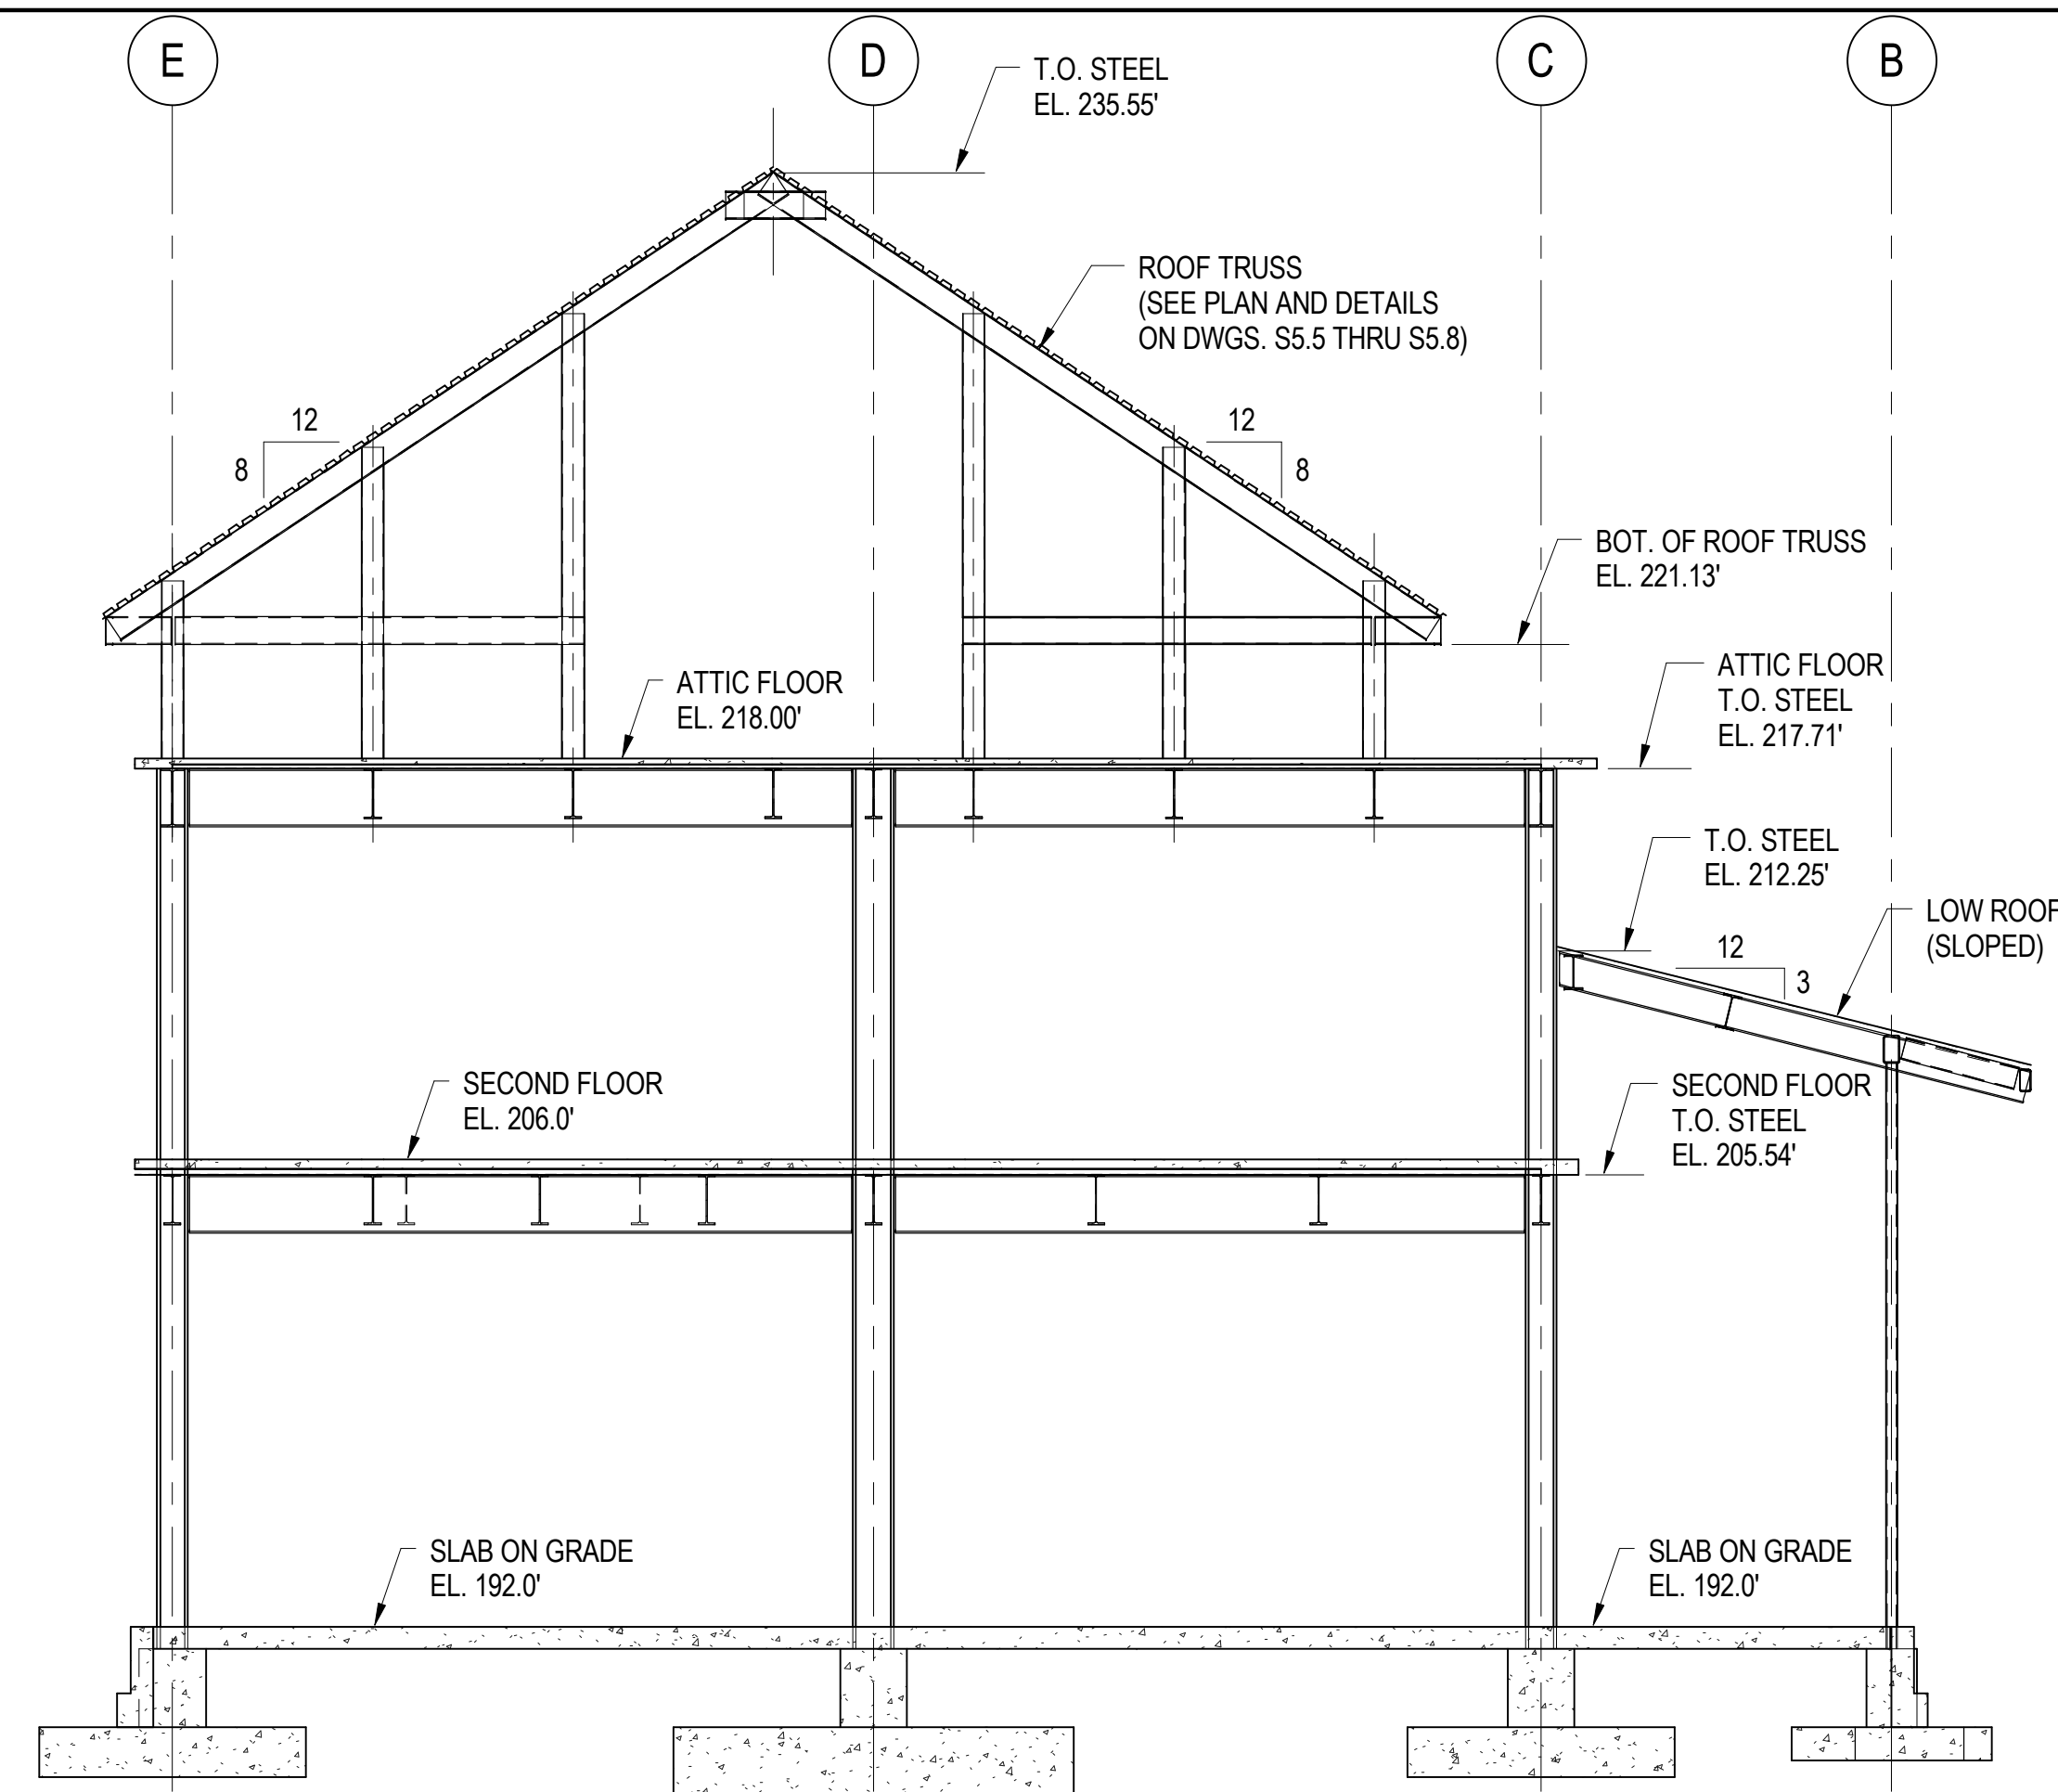 E
D
C
B
T.O. STEEL
EL. 235.55'
ROOF TRUSS
(SEE PLAN AND DETAILS
ON DWGS. S5.5 THRU S5.8)
12
8
12
8
BOT. OF ROOF TRUSS
EL. 221.13'
ATTIC FLOOR
EL. 218.00'
ATTIC FLOOR
T.O. STEEL
EL. 217.71'
T.O. STEEL
EL. 212.25'
LOW ROOF
(SLOPED)
12
3
SECOND FLOOR
EL. 206.0'
SECOND FLOOR
T.O. STEEL
EL. 205.54'
SLAB ON GRADE
EL. 192.0'
SLAB ON GRADE
EL. 192.0'